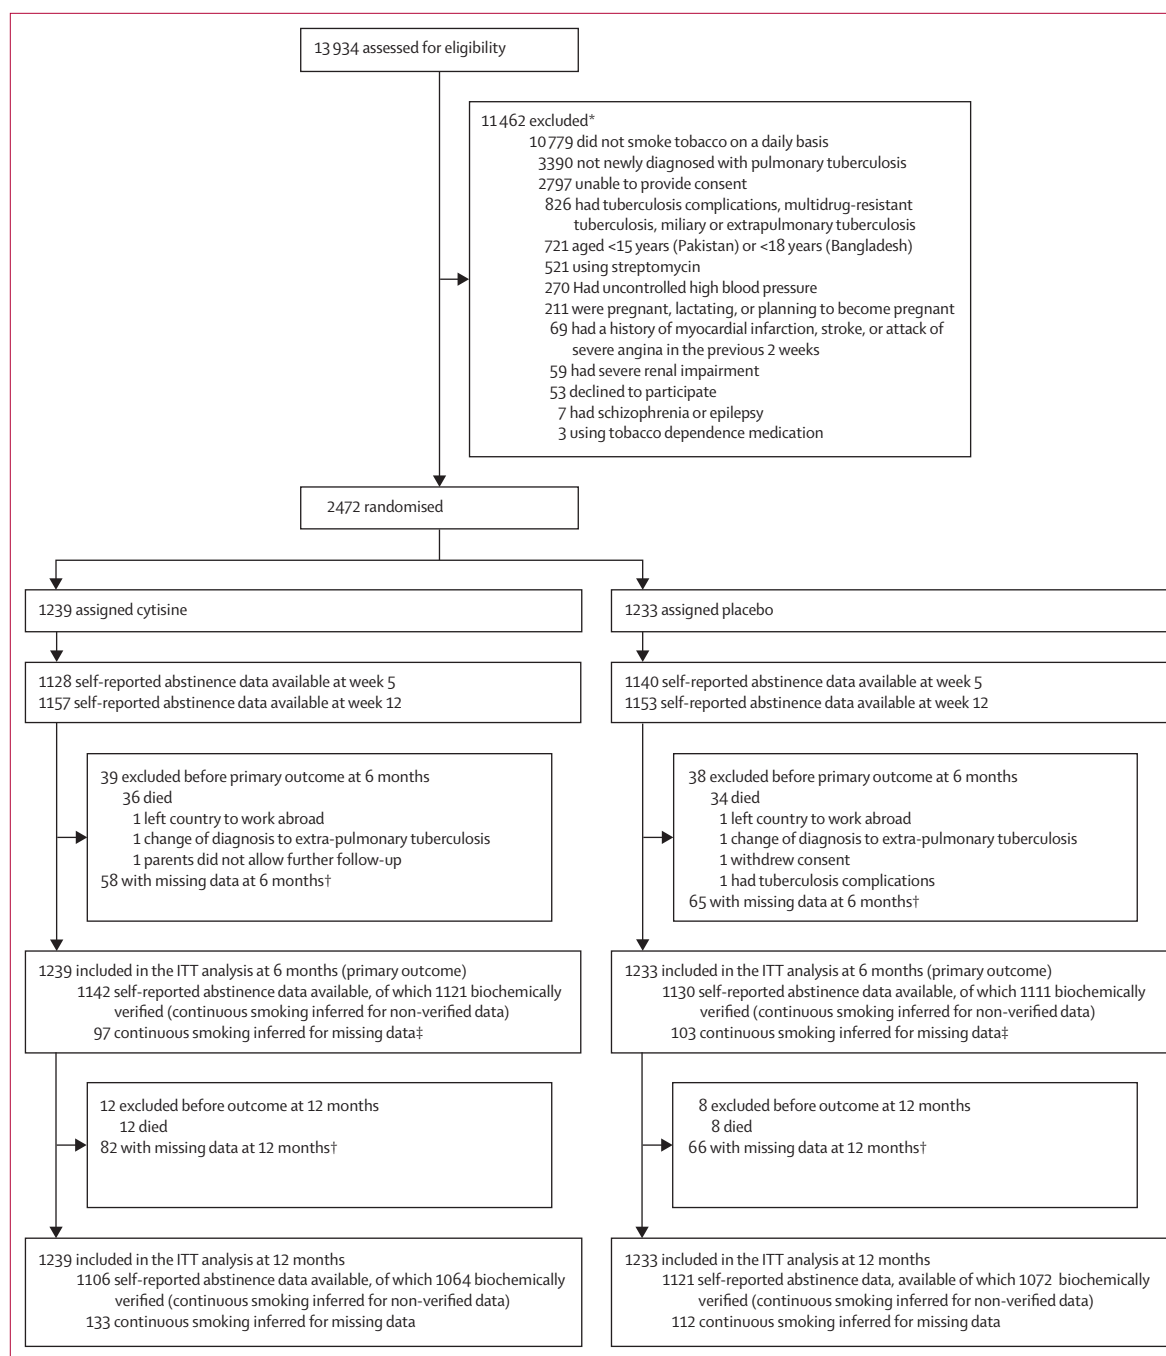 13 934 assessed for eligibility
11 462 excluded*
10 779 did not smoke tobacco on a daily basis
3390 not newly diagnosed with pulmonary tuberculosis
2797 unable to provide consent
826 had tuberculosis complications, multidrug-resistant
tuberculosis, miliary or extrapulmonary tuberculosis
721 aged <15 years (Pakistan) or <18 years (Bangladesh)
521 using streptomycin
270 Had uncontrolled high blood pressure
211 were pregnant, lactating, or planning to become pregnant
69 had a history of myocardial infarction, stroke, or attack of
severe angina in the previous 2 weeks
59 had severe renal impairment
53 declined to participate
7 had schizophrenia or epilepsy
3 using tobacco dependence medication
2472 randomised
1239 assigned cytisine
1128 self-reported abstinence data available at week 5
1157 self-reported abstinence data available at week 12
39 excluded before primary outcome at 6 months
36 died
1 left country to work abroad
1 change of diagnosis to extra-pulmonary tuberculosis
1 parents did not allow further follow-up
58 with missing data at 6 months†
1239 included in the ITT analysis at 6 months (primary outcome)
1142 self-reported abstinence data available, of which 1121 biochemically
verified (continuous smoking inferred for non-verified data)
97 continuous smoking inferred for missing data‡
12 excluded before outcome at 12 months
12 died
82 with missing data at 12 months†
1239 included in the ITT analysis at 12 months
1106 self-reported abstinence data available, of which 1064 biochemically
verified (continuous smoking inferred for non-verified data)
133 continuous smoking inferred for missing data
1233 assigned placebo
1140 self-reported abstinence data available at week 5
1153 self-reported abstinence data available at week 12
38 excluded before primary outcome at 6 months
34 died
1 left country to work abroad
1 change of diagnosis to extra-pulmonary tuberculosis
1 withdrew consent
1 had tuberculosis complications
65 with missing data at 6 months†
1233 included in the ITT analysis at 6 months (primary outcome)
1130 self-reported abstinence data available, of which 1111 biochemically
verified (continuous smoking inferred for non-verified data)
103 continuous smoking inferred for missing data‡
8 excluded before outcome at 12 months
8 died
66 with missing data at 12 months†
1233 included in the ITT analysis at 12 months
1121 self-reported abstinence data, available of which 1072 biochemically
verified (continuous smoking inferred for non-verified data)
112 continuous smoking inferred for missing data